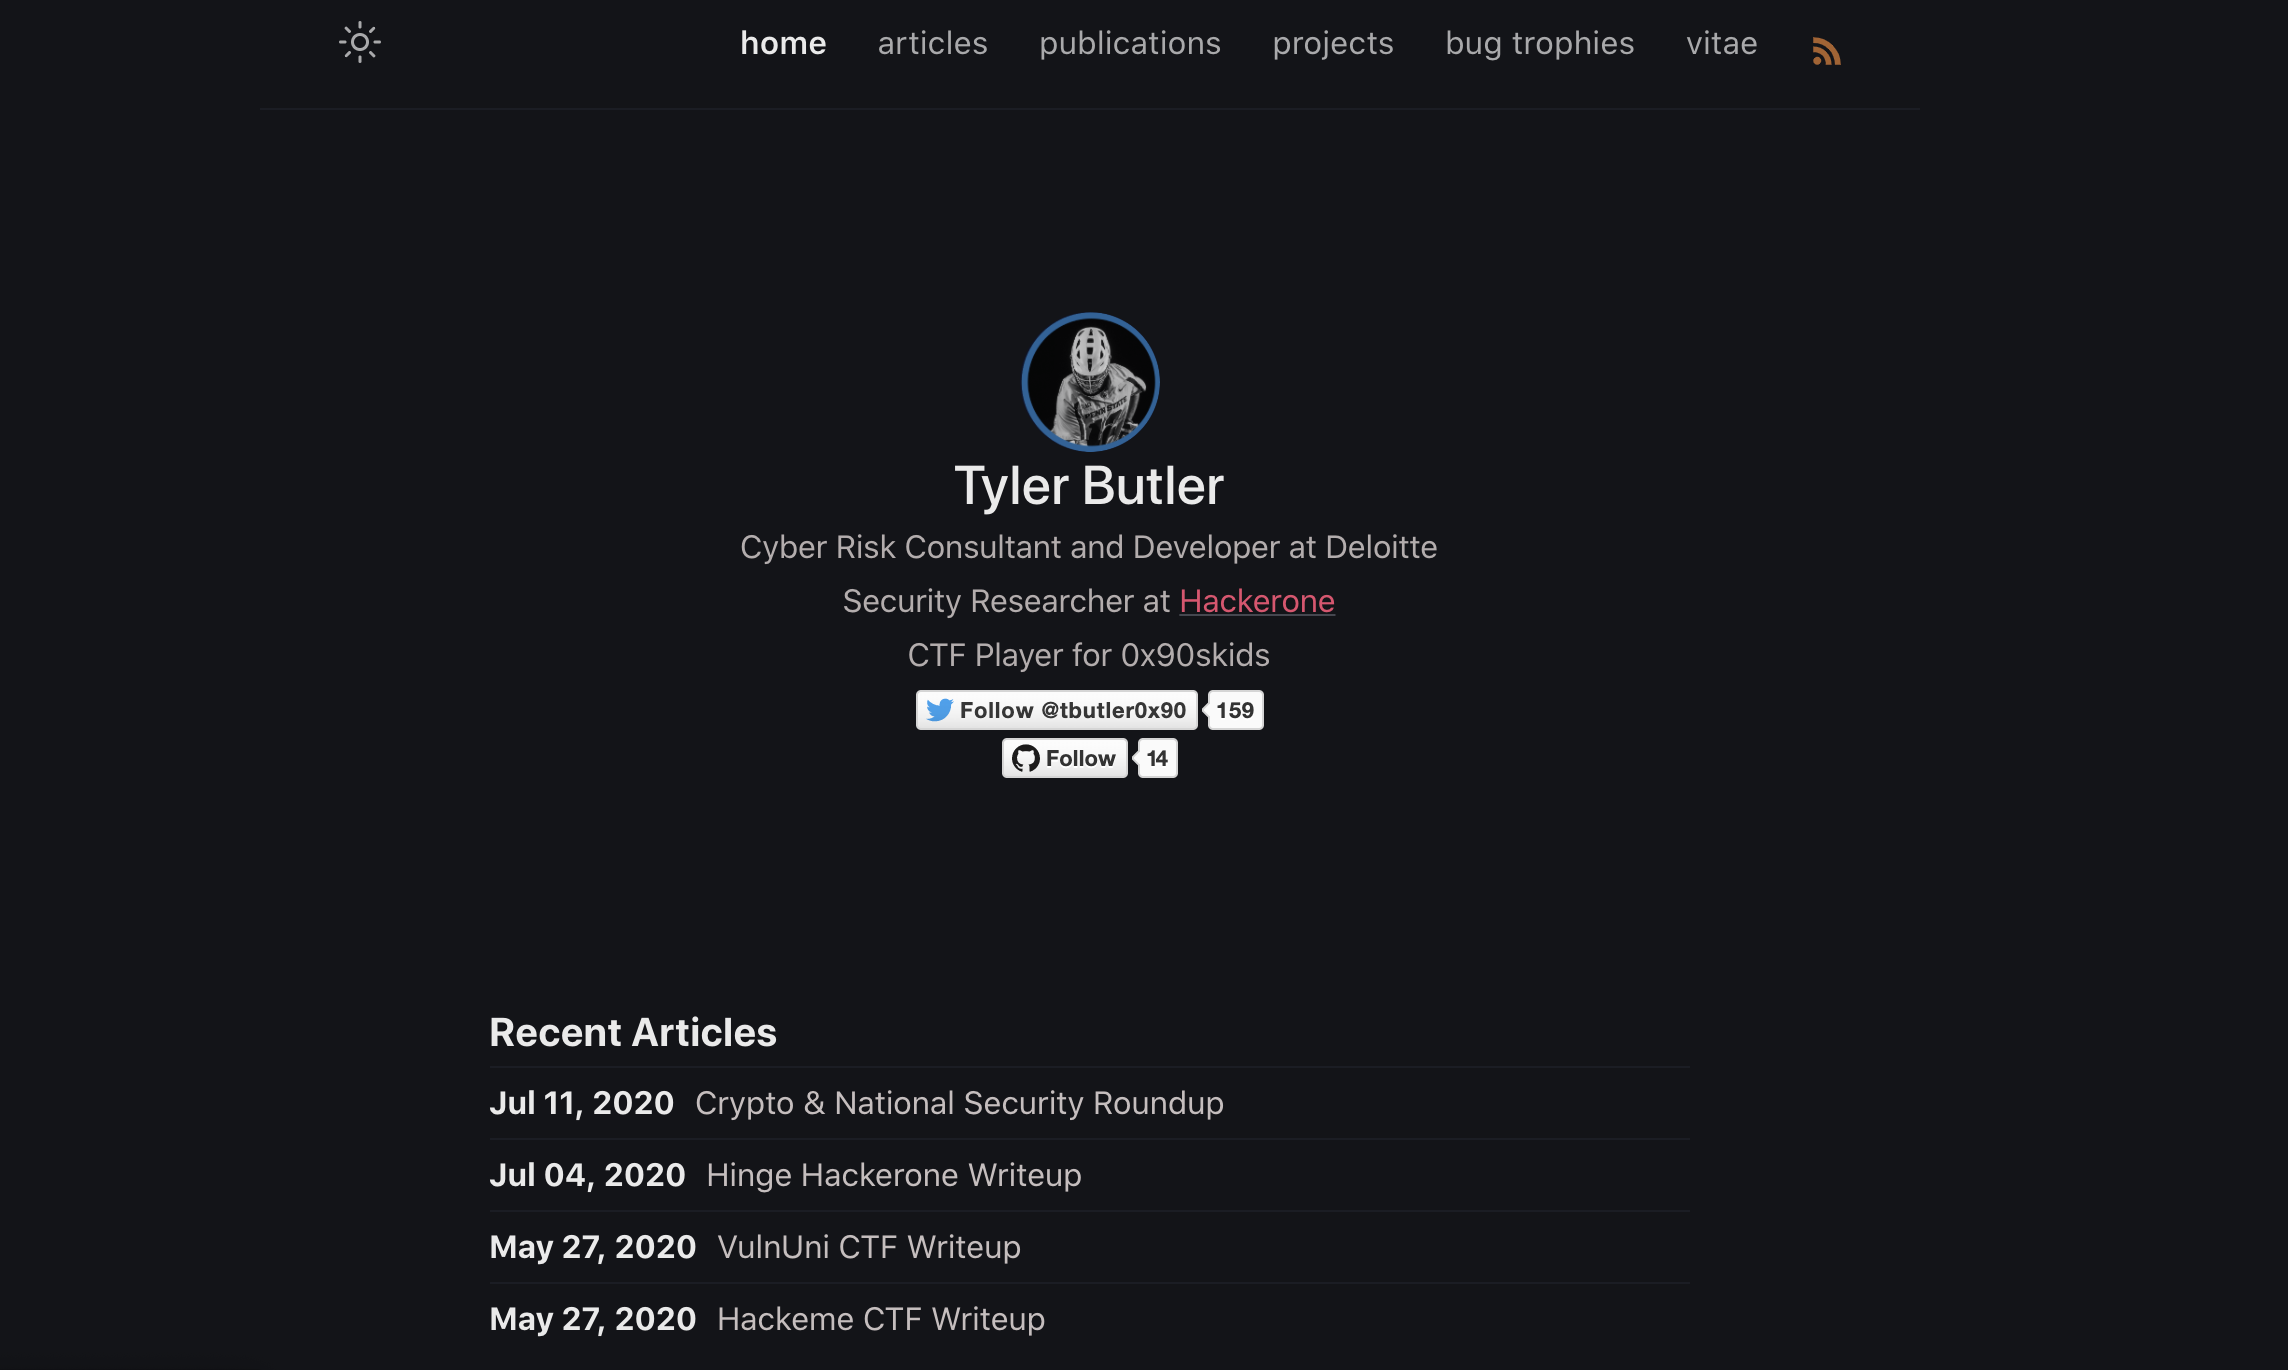 home articles publications projects bug trophies vitae
PENN STATE
Tyler Butler
Cyber Risk Consultant and Developer at Deloitte
Security Researcher at Hackerone
CTF Player for 0x90skids
Follow @tbutler0x90 159
Follow 14
Recent Articles
Jul 11, 2020 Crypto & National Security Roundup
Jul 04, 2020 Hinge Hackerone Writeup
May 27, 2020 VulnUni CTF Writeup
May 27, 2020 Hackeme CTF Writeup